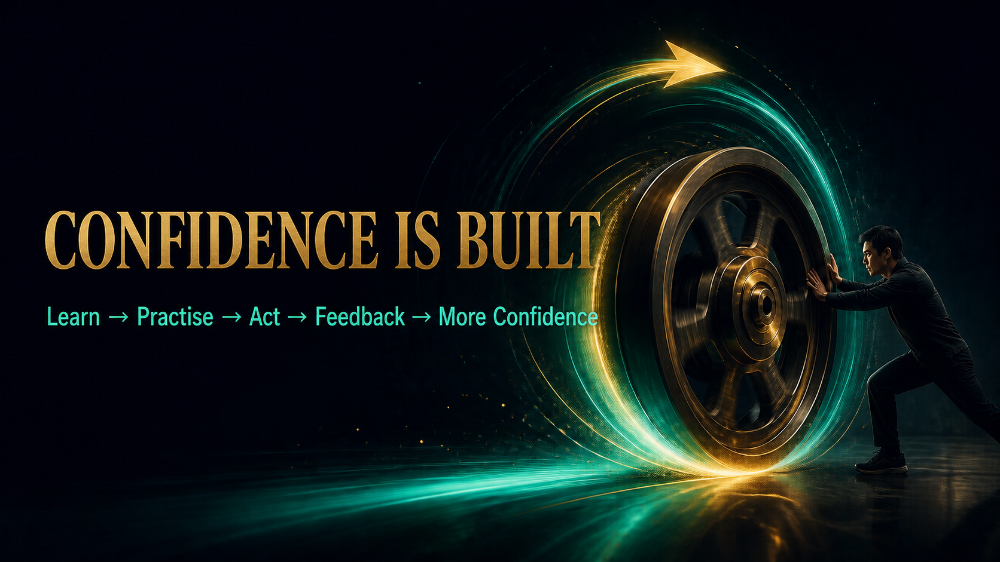 CONFIDENCE IS BUILT
Learn → Practise → Act → Feedback → More Confidence